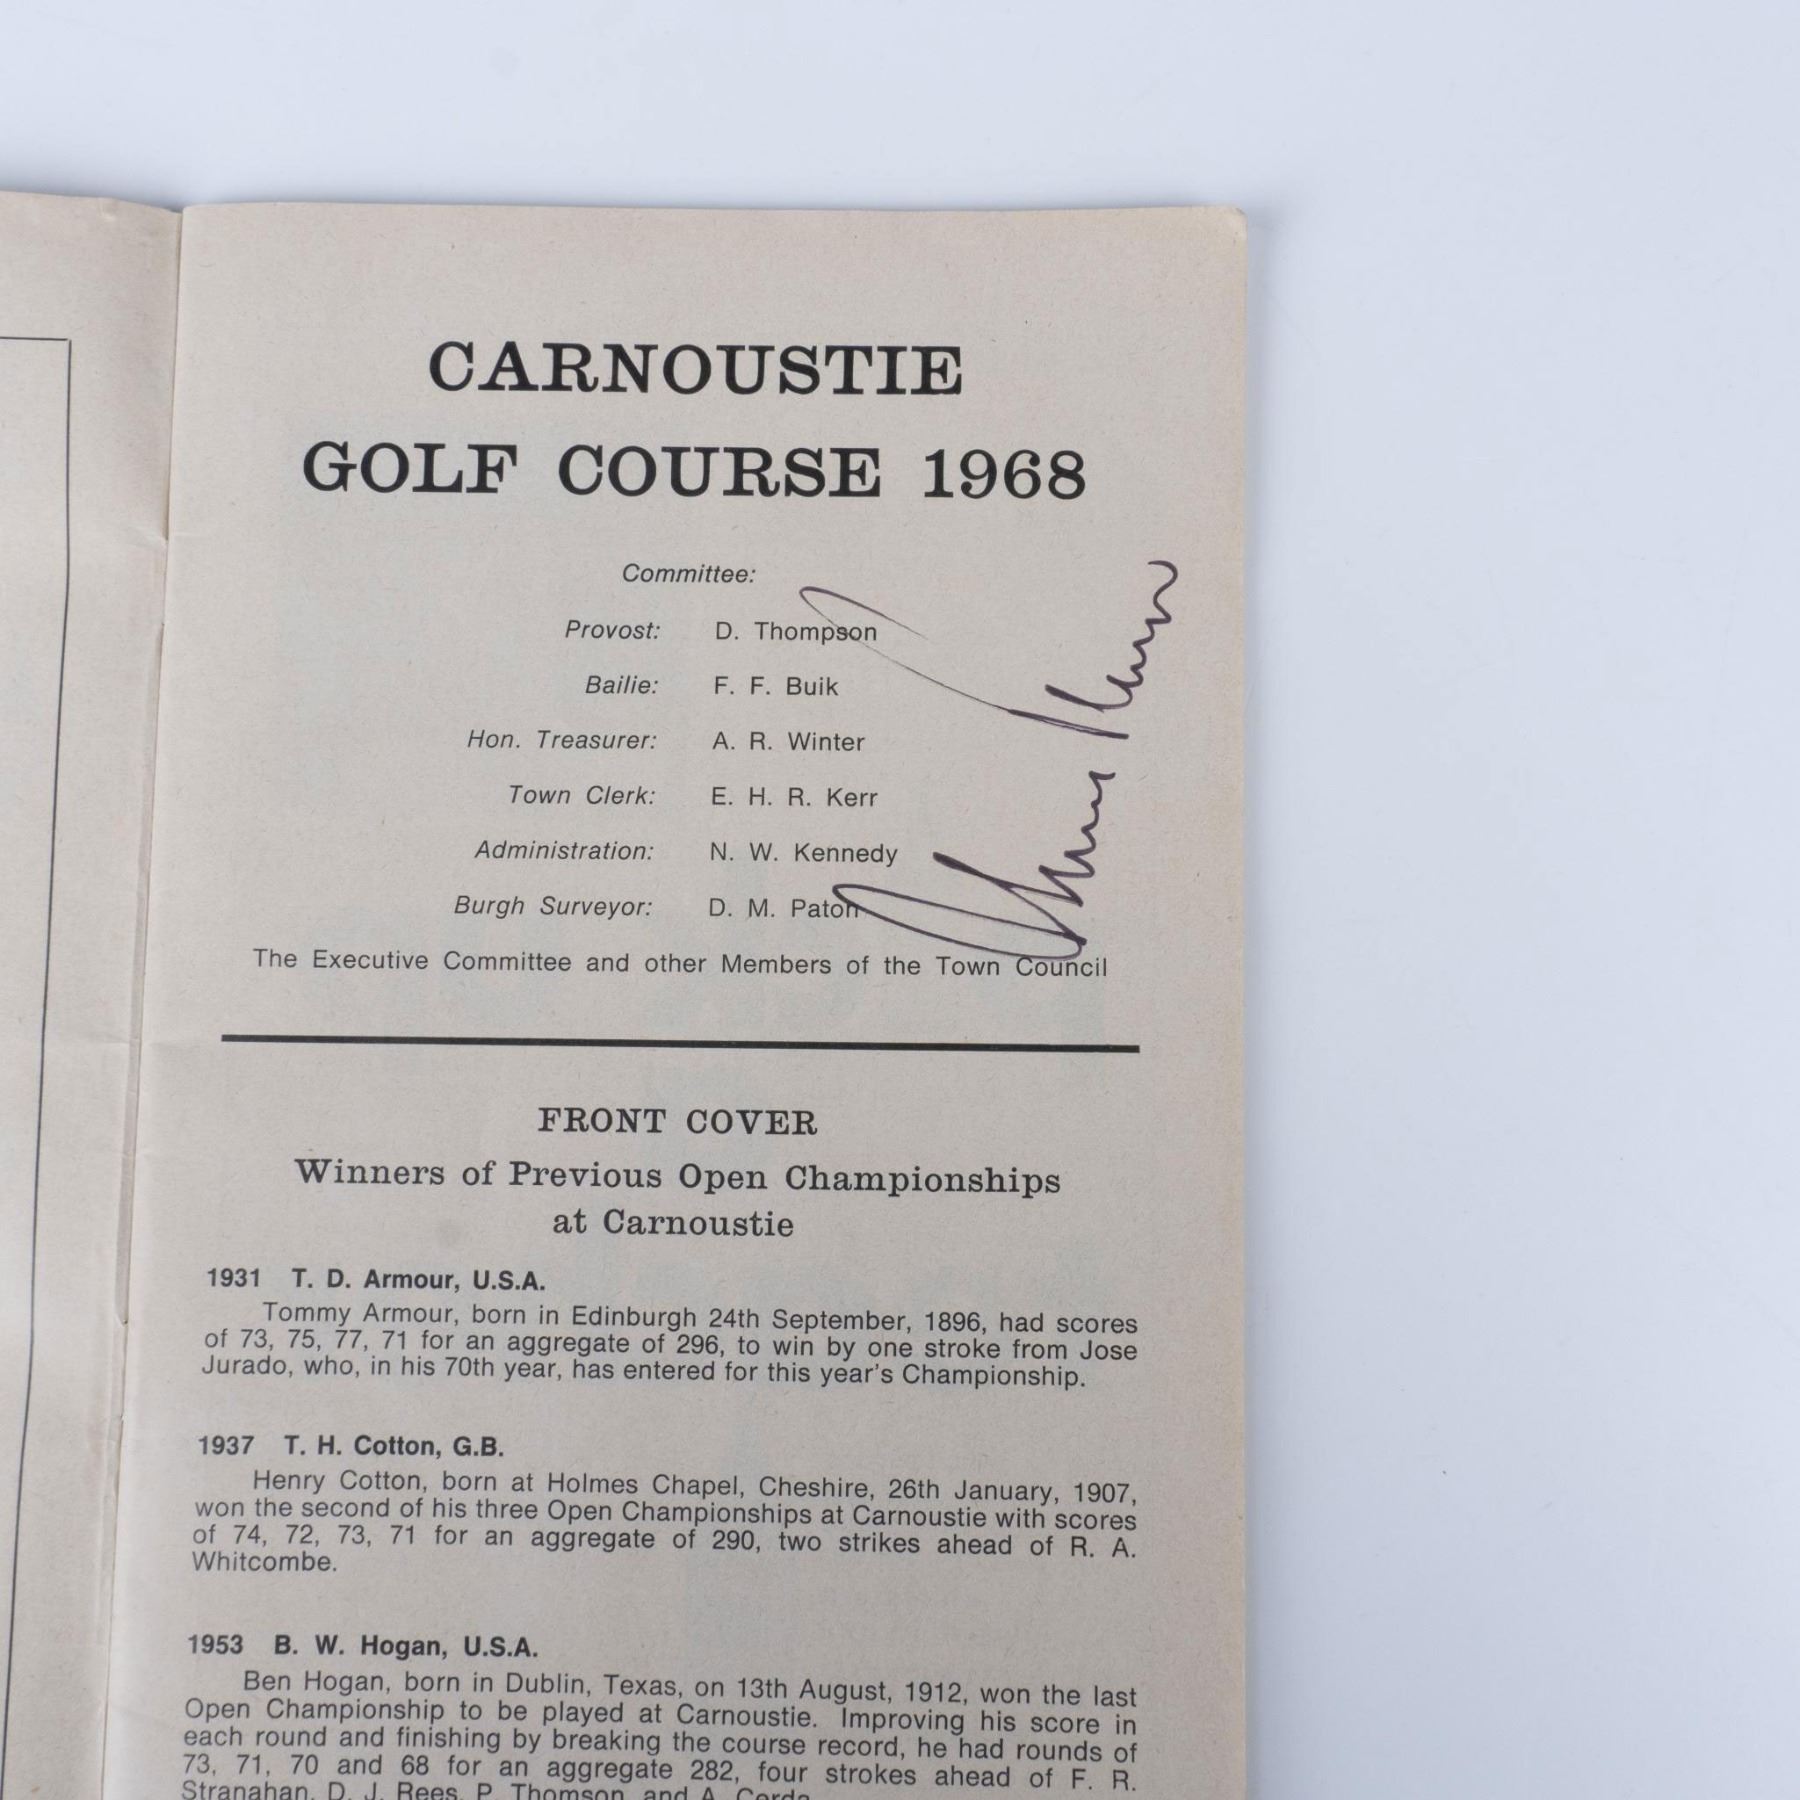 CARNOUSTIE
GOLF COURSE 1968
Committee:
Provost: D. Thompson
Bailie: F. F. Buik
Hon. Treasurer: A. R. Winter
Town Clerk: E. H. R. Kerr
Administration: N. W. Kennedy
Burgh Surveyor: D. M. Paton
The Executive Committee and other Members of the Town Council
FRONT COVER
Winners of Previous Open Championships
at Carnoustie
1931 T. D. Armour, U.S.A.
Tommy Armour, born in Edinburgh 24th September, 1896, had scores
of 73, 75, 77, 71 for an aggregate of 296, to win by one stroke from Jose
Jurado, who, in his 70th year, has entered for this year's Championship.
1937 T. H. Cotton, G.B.
Henry Cotton, born at Holmes Chapel, Cheshire, 26th January, 1907,
won the second of his three Open Championships at Carnoustie with scores
of 74, 72, 73, 71 for an aggregate of 290, two strikes ahead of R. A.
Whitcombe.
1953 B. W. Hogan, U.S.A.
Ben Hogan, born in Dublin, Texas, on 13th August, 1912, won the last
Open Championship to be played at Carnoustie. Improving his score in
each round and finishing by breaking the course record, he had rounds of
73, 71, 70 and 68 for an aggregate 282, four strokes ahead of F. R.
Stranahan, D. J. Rees, P. Thomson, and A. Cerda.